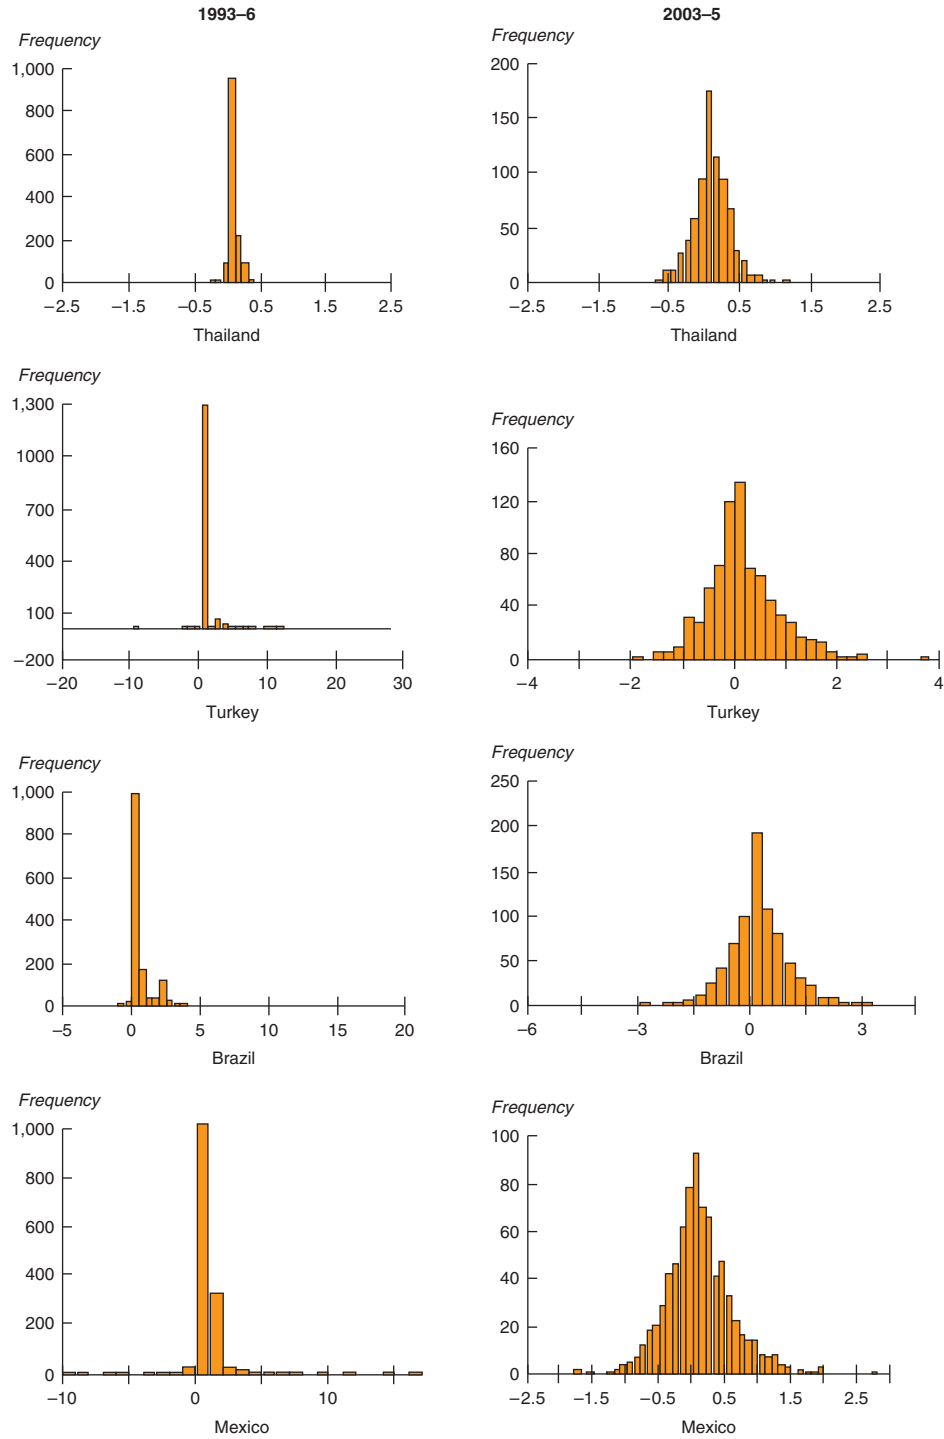 1993–6
Frequency
1,000
800
600
400
200
0
−2.5 −1.5 −0.5 0.5 1.5 2.5
Thailand
2003–5
Frequency
200
150
100
50
0
−2.5 −1.5 −0.5 0.5 1.5 2.5
Thailand
Frequency
1,300
1000
700
400
100
−200
−20 −10 0 10 20 30
Turkey
Frequency
160
120
80
40
0
−4 −2 0 2 4
Turkey
Frequency
1,000
800
600
400
200
0
−5 0 5 10 15 20
Brazil
Frequency
250
200
150
100
50
0
−6 −3 0 3
Brazil
Frequency
1,000
800
600
400
200
0
−10 0 10
Mexico
Frequency
100
80
60
40
20
0
−2.5 −1.5 −0.5 0.5 1.5 2.5
Mexico